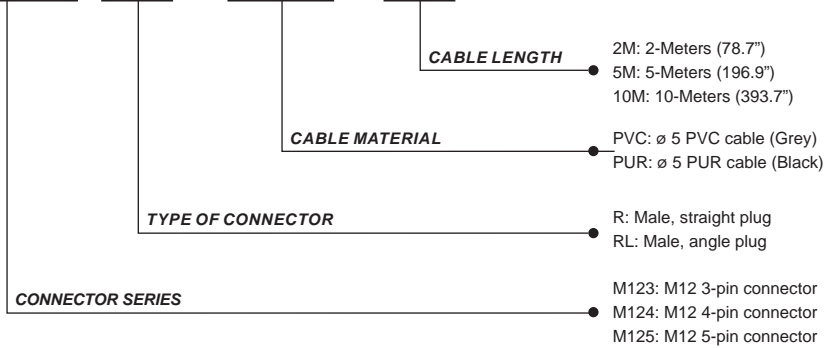 CABLE LENGTH
2M: 2-Meters (78.7”)
5M: 5-Meters (196.9”)
10M: 10-Meters (393.7”)
CABLE MATERIAL
PVC: ø 5 PVC cable (Grey)
PUR: ø 5 PUR cable (Black)
TYPE OF CONNECTOR
R: Male, straight plug
RL: Male, angle plug
CONNECTOR SERIES
M123: M12 3-pin connector
M124: M12 4-pin connector
M125: M12 5-pin connector